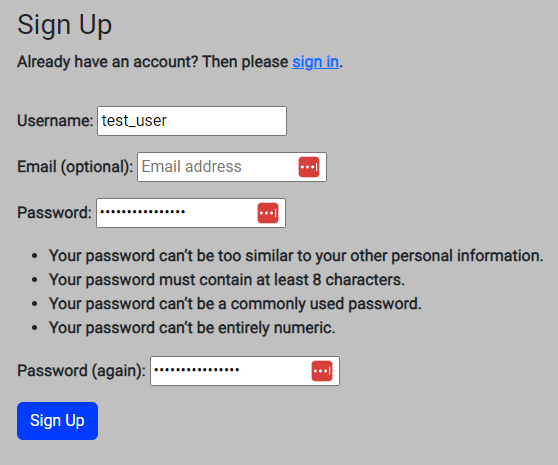 Sign Up
Already have an account? Then please sign in.
Username: test_user
Email (optional): Email address
Password: ••••••••••••••••
• Your password can’t be too similar to your other personal information.
• Your password must contain at least 8 characters.
• Your password can’t be a commonly used password.
• Your password can’t be entirely numeric.
Password (again): ••••••••••••••••
Sign Up